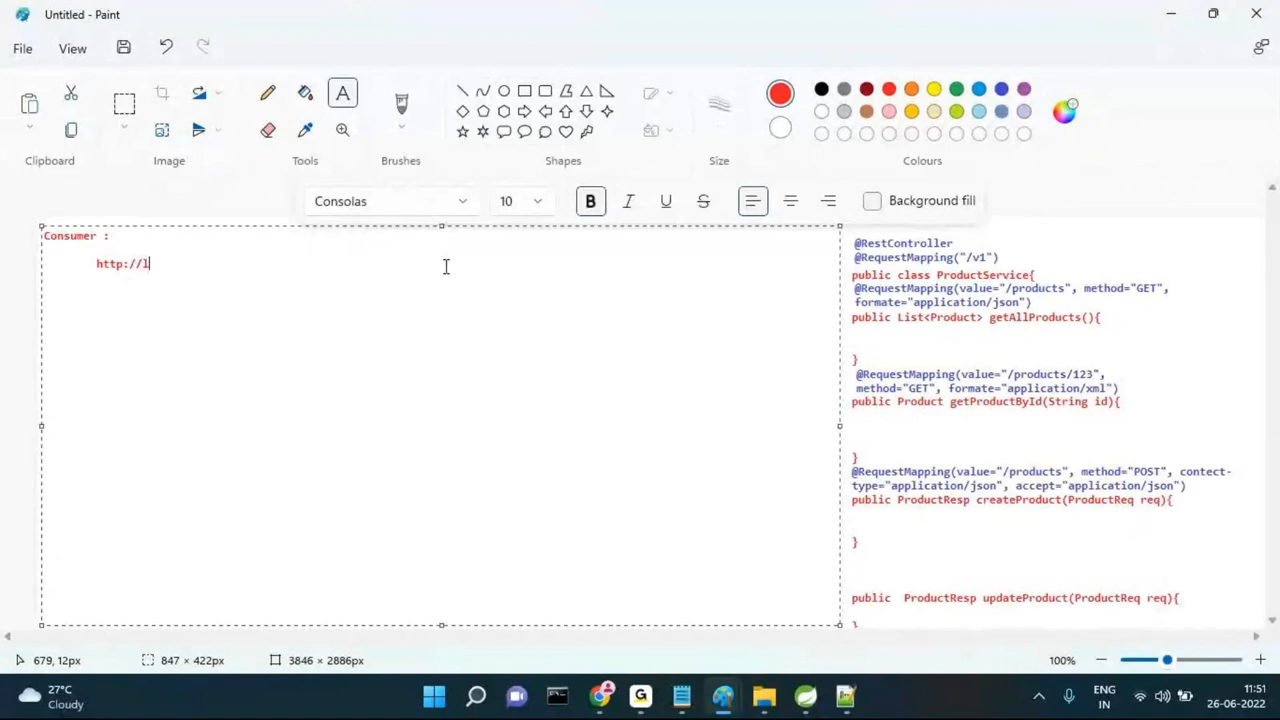 Untitled - Paint
File
View
Clipboard
Image
Tools
Brushes
Shapes
Size
Colours
Consolas
10
B
I
U
S
Background fill
Consumer :
http://l
@RestController
@RequestMapping("/v1")
public class ProductService{
@RequestMapping(value="/products", method="GET",
formate="application/json")
public List<Product> getAllProducts(){
}
@RequestMapping(value="/products/123",
method="GET", formate="application/xml")
public Product getProductById(String id){
}
@RequestMapping(value="/products", method="POST", contect-
type="application/json", accept="application/json")
public ProductResp createProduct(ProductReq req){
}
public  ProductResp updateProduct(ProductReq req){
}
679, 12px
847 × 422px
3846 × 2886px
100%
27°C
Cloudy
ENG
IN
11:51
26-06-2022